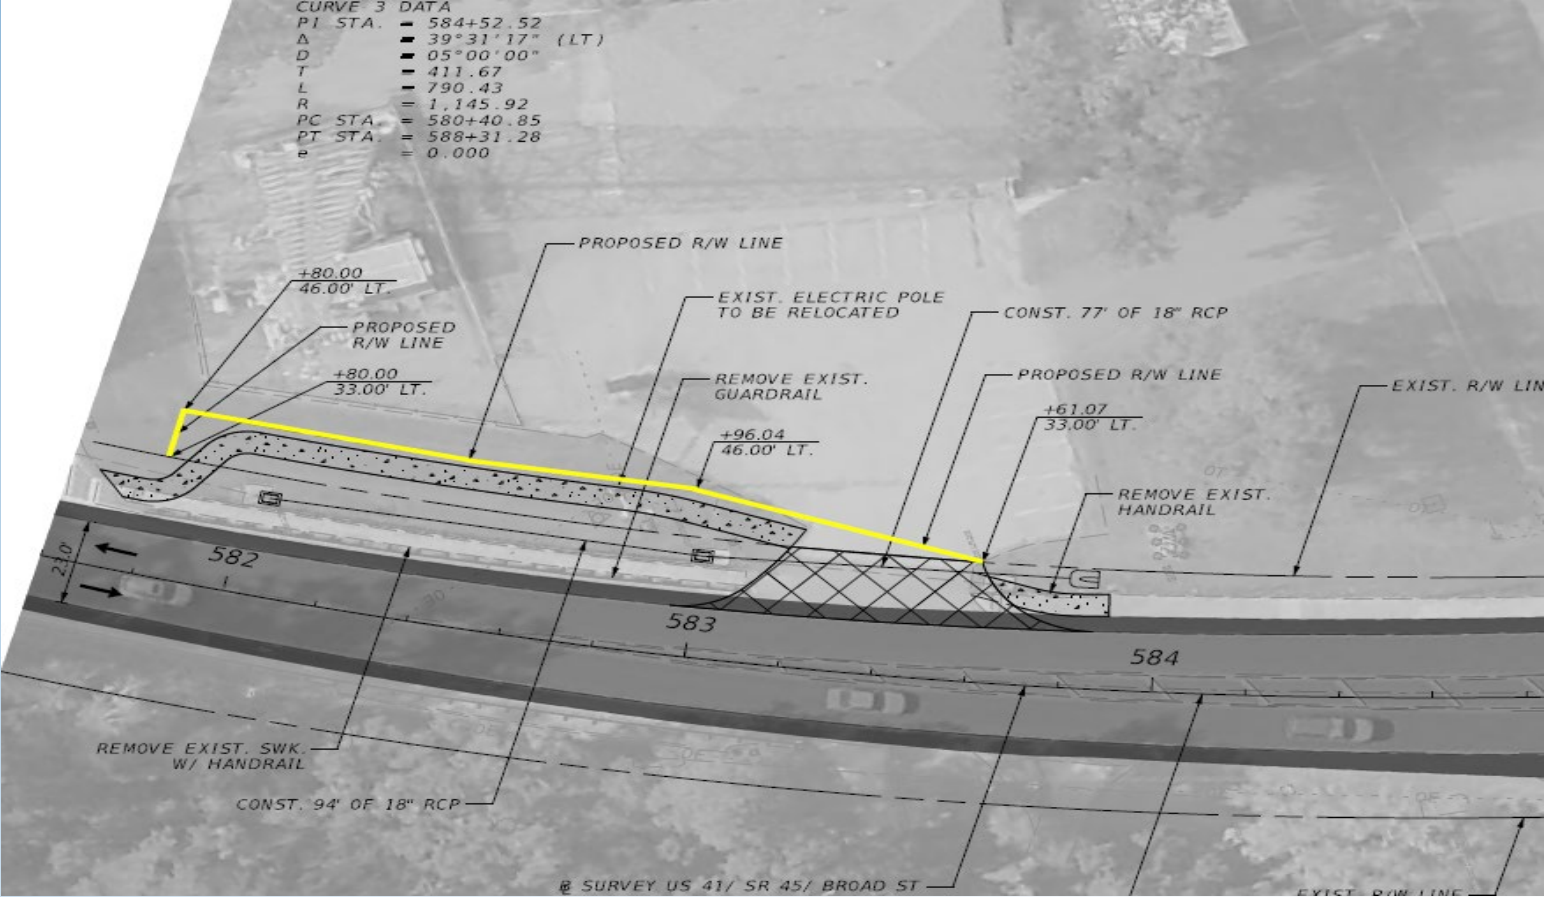 CURVE 3 DATA
PI STA. = 584+52.52
Δ = 39°31'17" (LT)
D = 05°00'00"
T = 411.67
L = 790.43
R = 1,145.92
PC STA. = 580+40.85
PT STA. = 588+31.28
e = 0.000
PROPOSED R/W LINE
+80.00
46.00' LT.
EXIST. ELECTRIC POLE
TO BE RELOCATED
CONST. 77' OF 18" RCP
PROPOSED
R/W LINE
+80.00
33.00' LT.
REMOVE EXIST.
GUARDRAIL
PROPOSED R/W LINE
EXIST. R/W LIN
+61.07
33.00' LT.
+96.04
46.00' LT.
REMOVE EXIST.
HANDRAIL
23.0'
582
583
584
REMOVE EXIST. SWK.
W/ HANDRAIL
CONST. 94' OF 18" RCP
SURVEY US 41/ SR 45/ BROAD ST
EXIST. R/W LINE